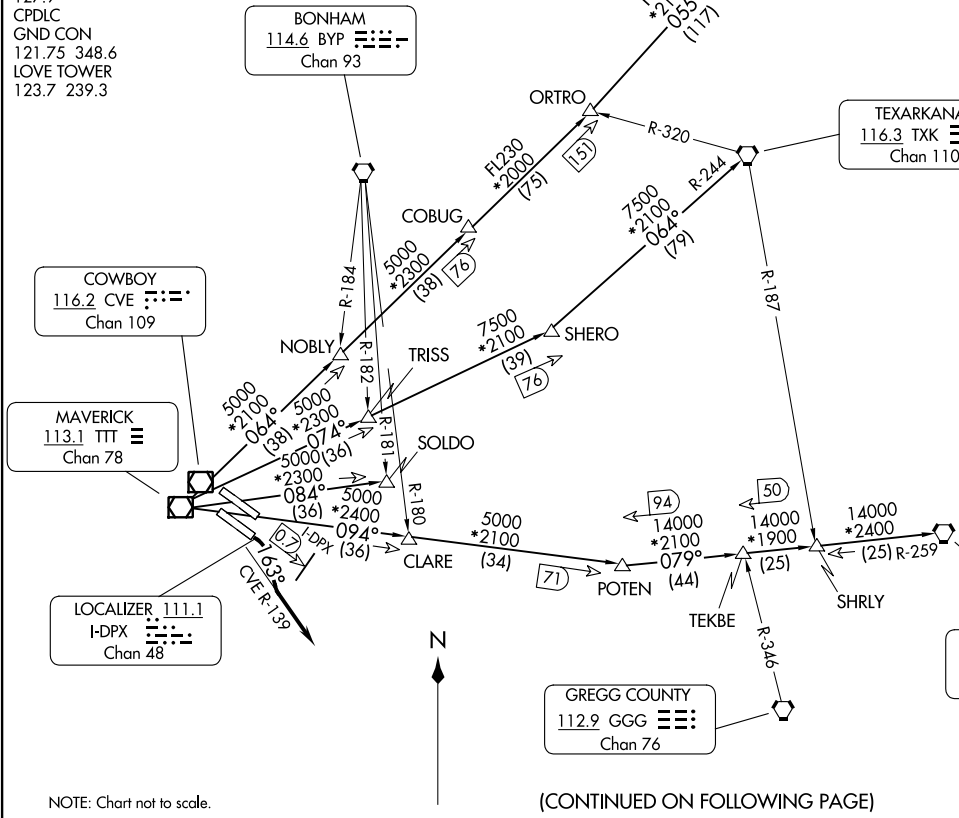 CPDLC
GND CON
121.75 348.6
LOVE TOWER
123.7 239.3
BONHAM
114.6 BYP
Chan 93
055
(117)
ORTRO
R-320
151
TEXARKANA
116.3 TXK
Chan 110
FL230
*2000
(75)
R-244
7500
*2100
064°
(79)
COBUG
5000
*2300
(38)
76
R-184
R-187
COWBOY
116.2 CVE
Chan 109
NOBLY
R-182
TRISS
7500
*2100
(39)
76
SHERO
5000
*2100
064°
(38)
5000
*2300
074°
(36)
MAVERICK
113.1 TTT
Chan 78
R-181
SOLDO
5000
*2300
084°
(36)
R-180
5000
*2400
094°
(36)
I-DPX
0.7
CLARE
5000
*2100
(34)
71
94
14000
*2100
079°
(44)
POTEN
50
14000
*1900
(25)
14000
*2400
(25)
R-259
TEKBE
SHRLY
163°
CVE R-139
LOCALIZER 111.1
I-DPX
Chan 48
N
R-346
GREGG COUNTY
112.9 GGG
Chan 76
NOTE: Chart not to scale.
(CONTINUED ON FOLLOWING PAGE)